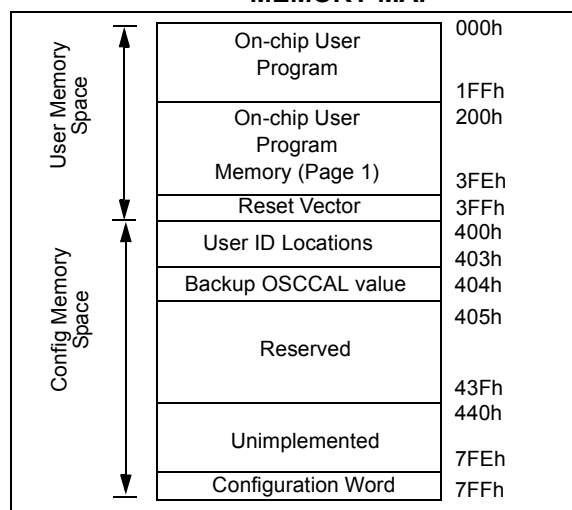 User Memory
Space
On-chip User
Program
000h
1FFh
On-chip User
Program
Memory (Page 1)
200h
3FEh
Reset Vector
3FFh
Config Memory
Space
User ID Locations
400h
403h
Backup OSCCAL value
404h
Reserved
405h
43Fh
Unimplemented
440h
7FEh
Configuration Word
7FFh